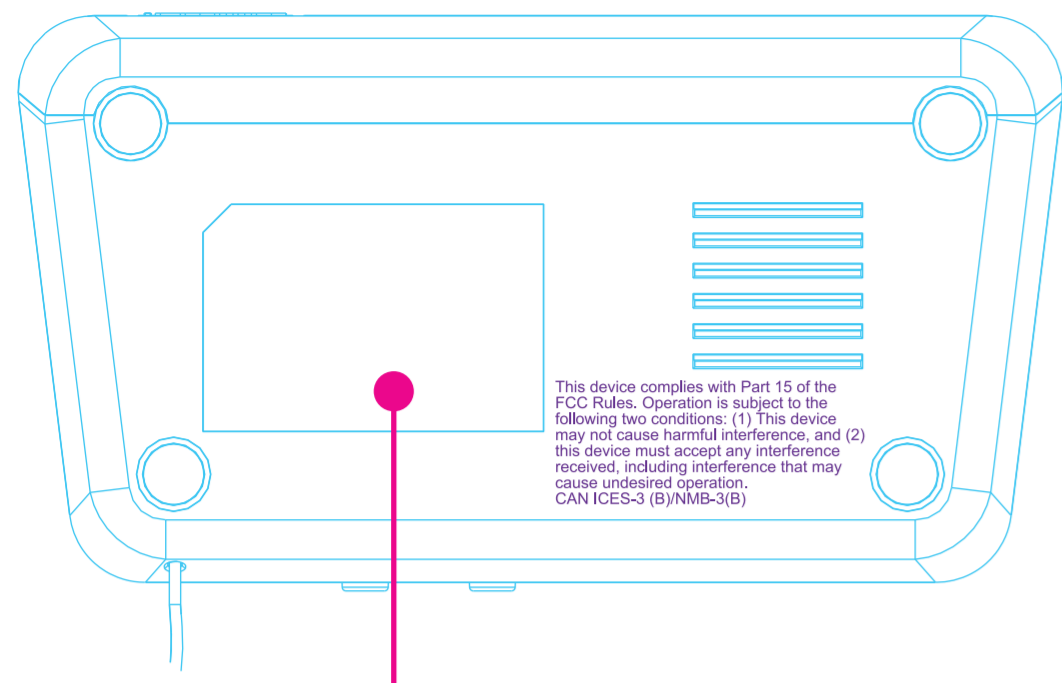 This device complies with Part 15 of the
FCC Rules. Operation is subject to the
following two conditions: (1) This device
may not cause harmful interference, and (2)
this device must accept any interference
received, including interference that may
cause undesired operation.
CAN ICES-3 (B)/NMB-3(B)